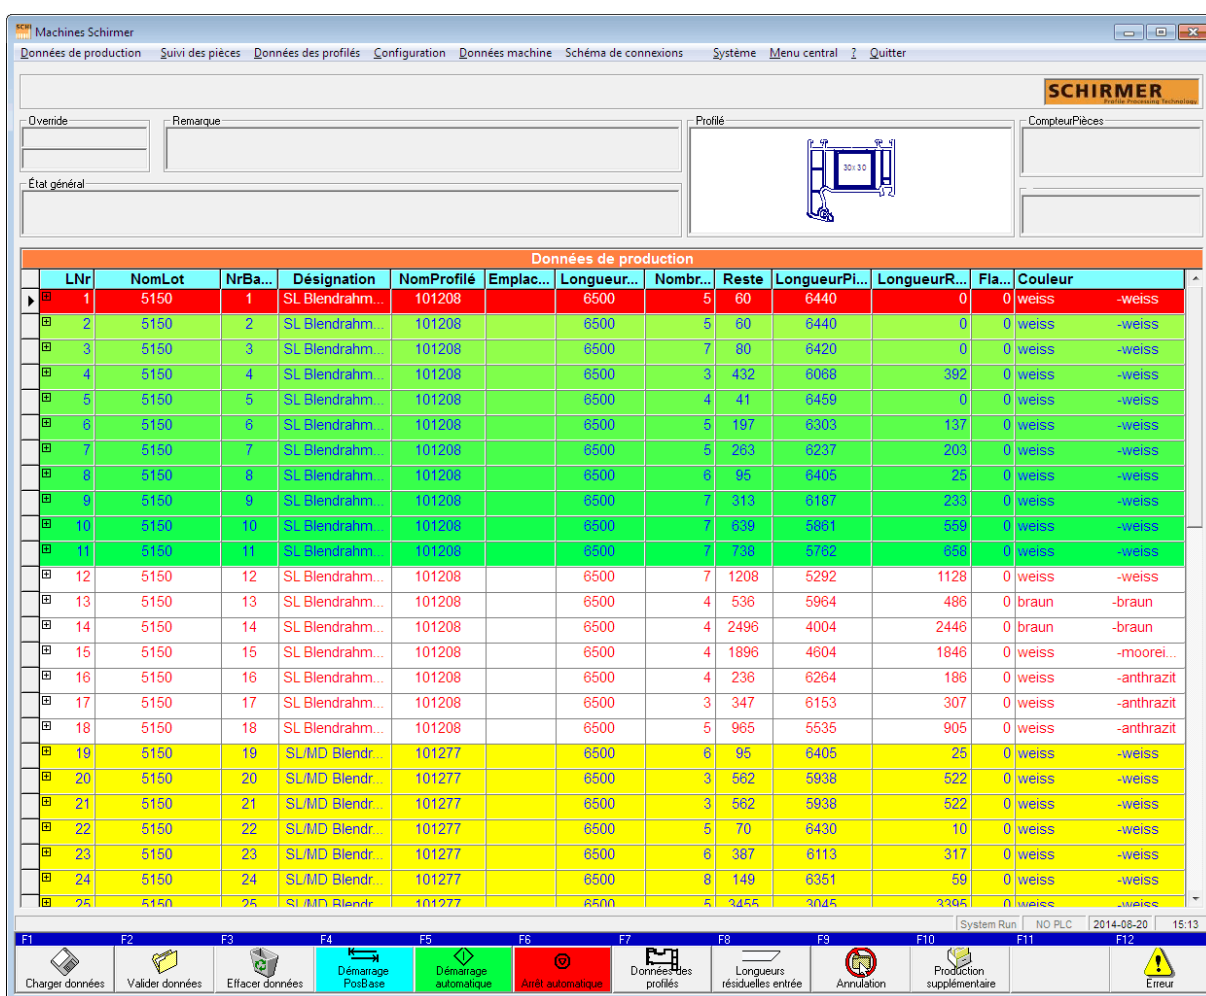 Machines Schirmer
Données de production Suivi des pièces Données des profilés Configuration Données machine Schéma de connexions Système Menu central ? Quitter
SCHIRMER
Profile Processing Technology
Override Remarque Profilé CompteurPièces
30x30
État général
Données de production
LNr NomLot NrBa... Désignation NomProfilé Emplac... Longueur... Nombr... Reste LongueurPi... LongueurR... Fla... Couleur
1 5150 1 SL Blendrahm... 101208 6500 5 60 6440 0 0 weiss -weiss
2 5150 2 SL Blendrahm... 101208 6500 5 60 6440 0 0 weiss -weiss
3 5150 3 SL Blendrahm... 101208 6500 7 80 6420 0 0 weiss -weiss
4 5150 4 SL Blendrahm... 101208 6500 3 432 6068 392 0 weiss -weiss
5 5150 5 SL Blendrahm... 101208 6500 4 41 6459 0 0 weiss -weiss
6 5150 6 SL Blendrahm... 101208 6500 5 197 6303 137 0 weiss -weiss
7 5150 7 SL Blendrahm... 101208 6500 5 263 6237 203 0 weiss -weiss
8 5150 8 SL Blendrahm... 101208 6500 6 95 6405 25 0 weiss -weiss
9 5150 9 SL Blendrahm... 101208 6500 7 313 6187 233 0 weiss -weiss
10 5150 10 SL Blendrahm... 101208 6500 7 639 5861 559 0 weiss -weiss
11 5150 11 SL Blendrahm... 101208 6500 7 738 5762 658 0 weiss -weiss
12 5150 12 SL Blendrahm... 101208 6500 7 1208 5292 1128 0 weiss -weiss
13 5150 13 SL Blendrahm... 101208 6500 4 536 5964 486 0 braun -braun
14 5150 14 SL Blendrahm... 101208 6500 4 2496 4004 2446 0 braun -braun
15 5150 15 SL Blendrahm... 101208 6500 4 1896 4604 1846 0 weiss -moorei...
16 5150 16 SL Blendrahm... 101208 6500 4 236 6264 186 0 weiss -anthrazit
17 5150 17 SL Blendrahm... 101208 6500 3 347 6153 307 0 weiss -anthrazit
18 5150 18 SL Blendrahm... 101208 6500 5 965 5535 905 0 weiss -anthrazit
19 5150 19 SL/MD Blendr... 101277 6500 6 95 6405 25 0 weiss -weiss
20 5150 20 SL/MD Blendr... 101277 6500 3 562 5938 522 0 weiss -weiss
21 5150 21 SL/MD Blendr... 101277 6500 3 562 5938 522 0 weiss -weiss
22 5150 22 SL/MD Blendr... 101277 6500 5 70 6430 10 0 weiss -weiss
23 5150 23 SL/MD Blendr... 101277 6500 6 387 6113 317 0 weiss -weiss
24 5150 24 SL/MD Blendr... 101277 6500 8 149 6351 59 0 weiss -weiss
25 5150 25 SL/MD Blendr... 101277 6500 5 3455 3045 3395 0 weiss -weiss
System Run NO PLC 2014-08-20 15:13
F1 F2 F3 F4 F5 F6 F7 F8 F9 F10 F11 F12
Charger données Valider données Effacer données Démarrage PosBase Démarrage automatique Arrêt automatique Données des profilés Longueurs résiduelles entrée Annulation Production supplémentaire Erreur